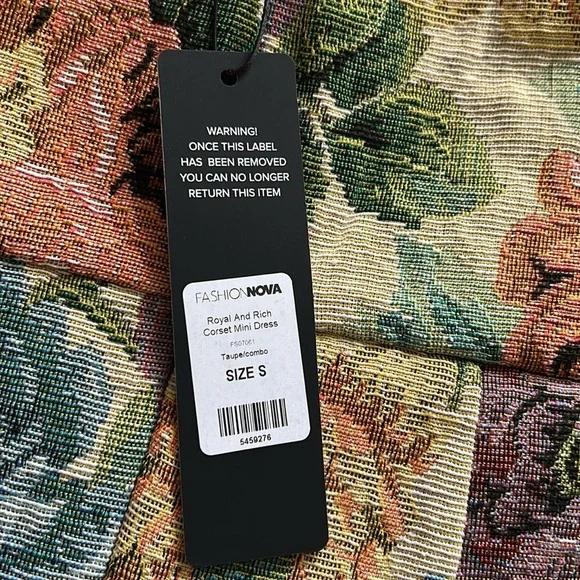 WARNING!
ONCE THIS LABEL
HAS BEEN REMOVED
YOU CAN NO LONGER
RETURN THIS ITEM
FASHIONNOVA
Royal And Rich
Corset Mini Dress
FS07061
Taupe/combo
SIZE S
5459276